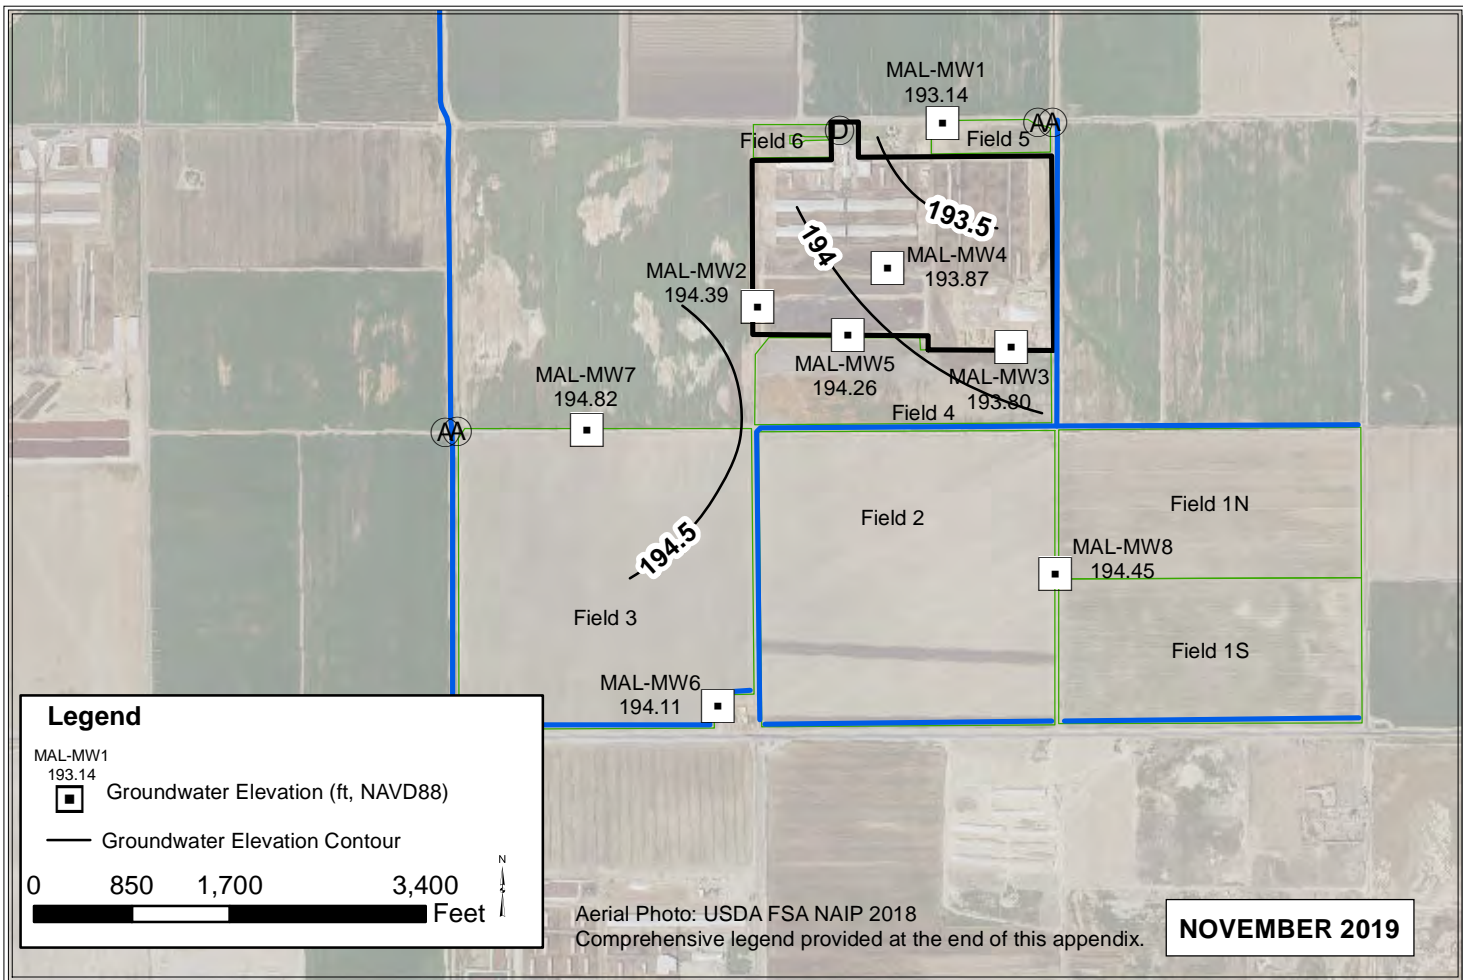 MAL-MW1
193.14
AA
Field 5
Field 6
D
193.5
194
MAL-MW4
193.87
MAL-MW2
194.39
MAL-MW5
194.26
MAL-MW3
193.80
Field 4
MAL-MW7
194.82
AA
194.5
Field 2
Field 1N
MAL-MW8
194.45
Field 3
Field 1S
MAL-MW6
194.11
Legend
MAL-MW1
193.14
Groundwater Elevation (ft, NAVD88)
Groundwater Elevation Contour
N
0 850 1,700 3,400
Feet
Aerial Photo: USDA FSA NAIP 2018
Comprehensive legend provided at the end of this appendix.
NOVEMBER 2019